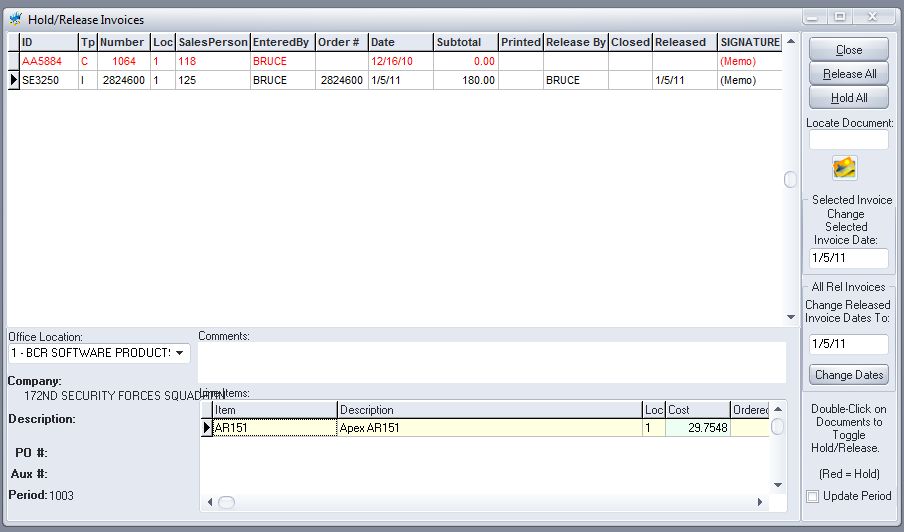 Hold/Release Invoices
ID Tp Number Loc SalesPerson EnteredBy Order # Date Subtotal Printed Release By Closed Released SIGNATURE
AA5884 C 1064 1 118 BRUCE 12/16/10 0.00 (Memo)
SE3250 I 2824600 1 125 BRUCE 2824600 1/5/11 180.00 BRUCE 1/5/11 (Memo)
Close
Release All
Hold All
Locate Document:
Selected Invoice
Change
Selected
Invoice Date:
1/5/11
All Rel Invoices
Change Released
Invoice Dates To:
1/5/11
Change Dates
Double-Click on
Documents to
Toggle
Hold/Release.
(Red = Hold)
Update Period
Office Location:
1 - BCR SOFTWARE PRODUCTS
Company:
172ND SECURITY FORCES SQUADRON
Description:
PO #:
Aux #:
Period: 1003
Comments:
Line Items:
Item Description Loc Cost Ordered
AR151 Apex AR151 1 29.7548